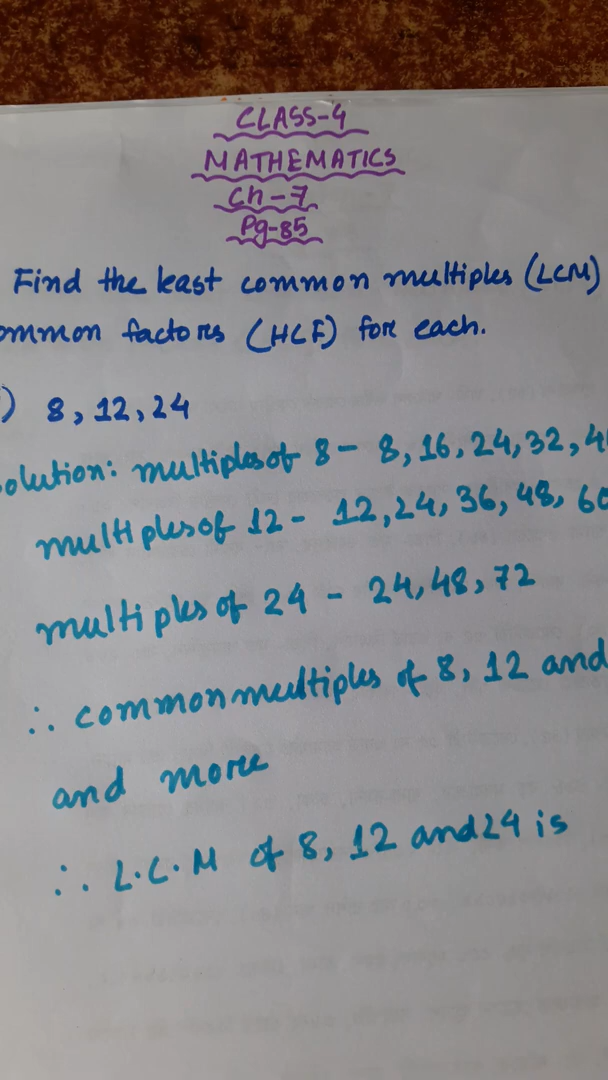 CLASS-4
MATHEMATICS
Ch-7
Pg-85
Find the least common multiples (LCM)
ommon factors (HCF) for each.
) 8, 12, 24
olution: multiples of 8 - 8, 16, 24, 32, 4
multiples of 12 - 12, 24, 36, 48, 60
multiples of 24 - 24, 48, 72
∴ common multiples of 8, 12 and
and more
∴ L.C.M of 8, 12 and 24 is